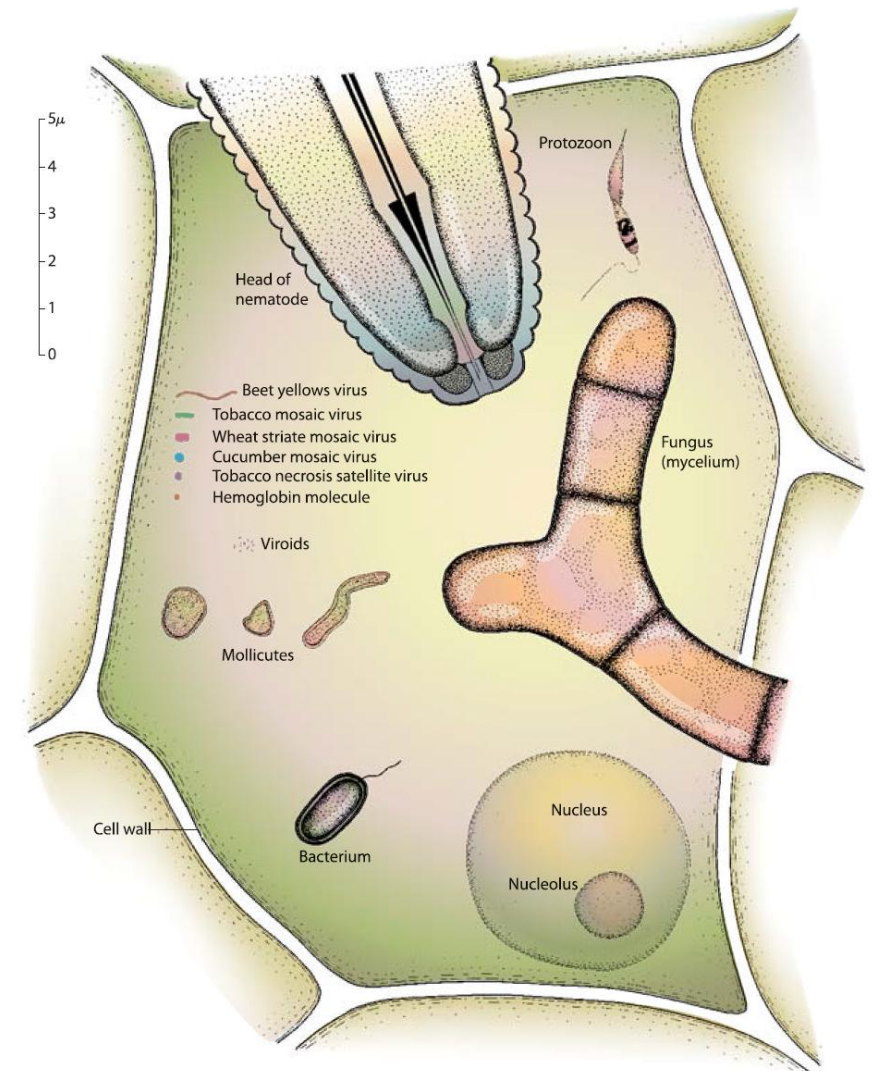 5μ
4
3
2
1
0
Protozoon
Head of
nematode
Beet yellows virus
Tobacco mosaic virus
Wheat striate mosaic virus
Cucumber mosaic virus
Tobacco necrosis satellite virus
Hemoglobin molecule
Fungus
(mycelium)
Viroids
Mollicutes
Cell wall
Bacterium
Nucleus
Nucleolus